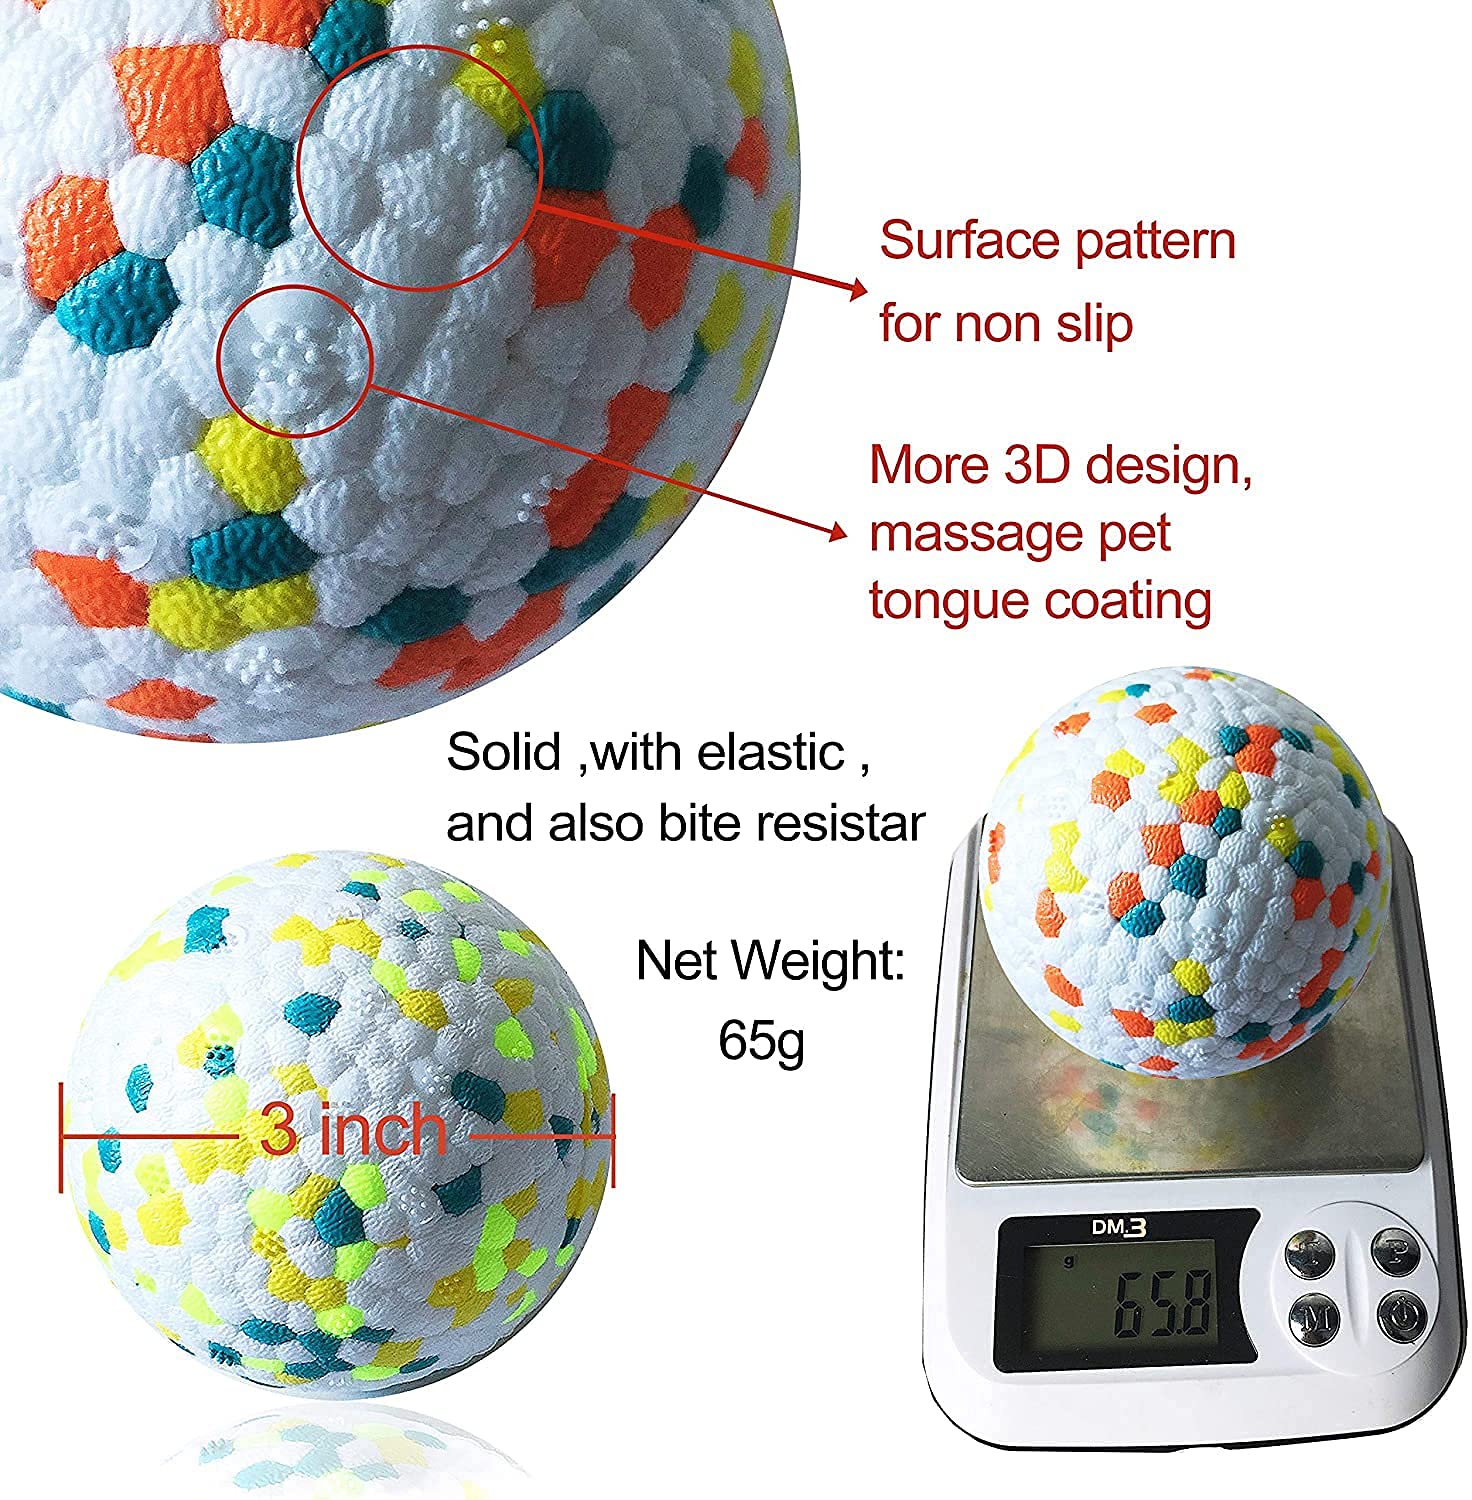 Surface pattern
for non slip
More 3D design,
massage pet
tongue coating
Solid ,with elastic ,
and also bite resistar
Net Weight:
65g
3 inch
DM.3
g
65.8
T
P
M